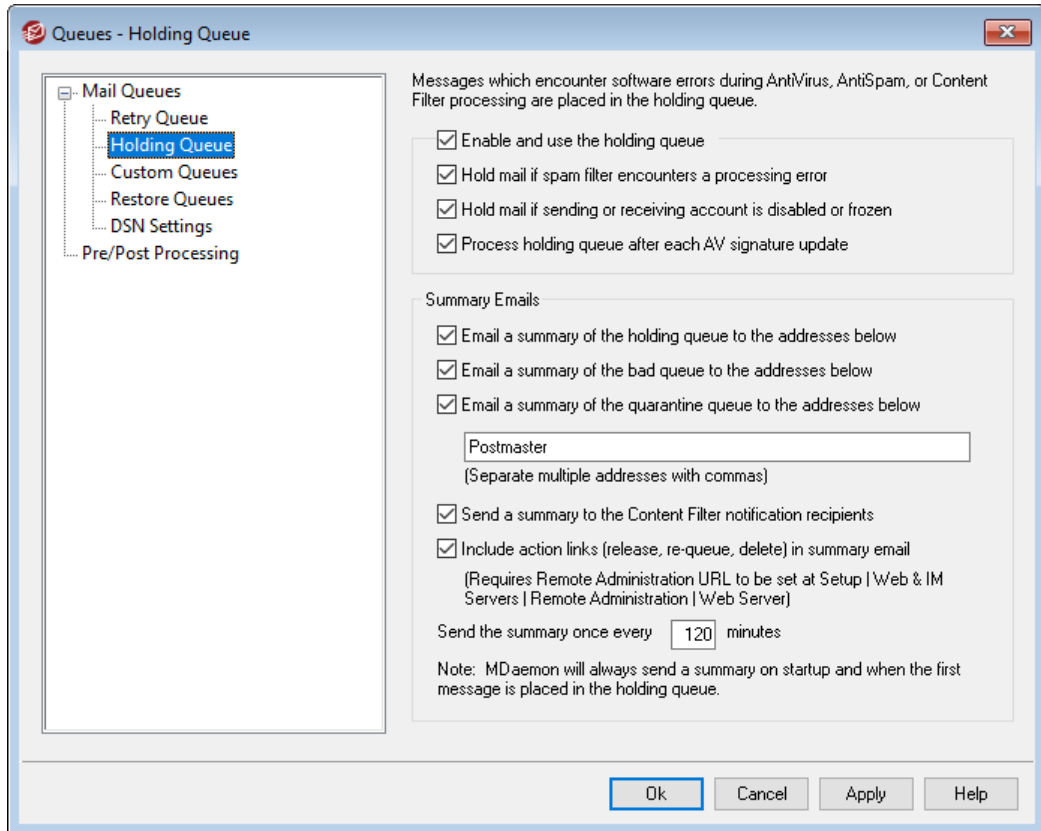 Queues - Holding Queue
Mail Queues
Retry Queue
Holding Queue
Custom Queues
Restore Queues
DSN Settings
Pre/Post Processing
Messages which encounter software errors during AntiVirus, AntiSpam, or Content
Filter processing are placed in the holding queue.
Enable and use the holding queue
Hold mail if spam filter encounters a processing error
Hold mail if sending or receiving account is disabled or frozen
Process holding queue after each AV signature update
Summary Emails
Email a summary of the holding queue to the addresses below
Email a summary of the bad queue to the addresses below
Email a summary of the quarantine queue to the addresses below
Postmaster
(Separate multiple addresses with commas)
Send a summary to the Content Filter notification recipients
Include action links (release, re-queue, delete) in summary email
(Requires Remote Administration URL to be set at Setup | Web & IM
Servers | Remote Administration | Web Server)
Send the summary once every 120 minutes
Note: MDaemon will always send a summary on startup and when the first
message is placed in the holding queue.
Ok Cancel Apply Help